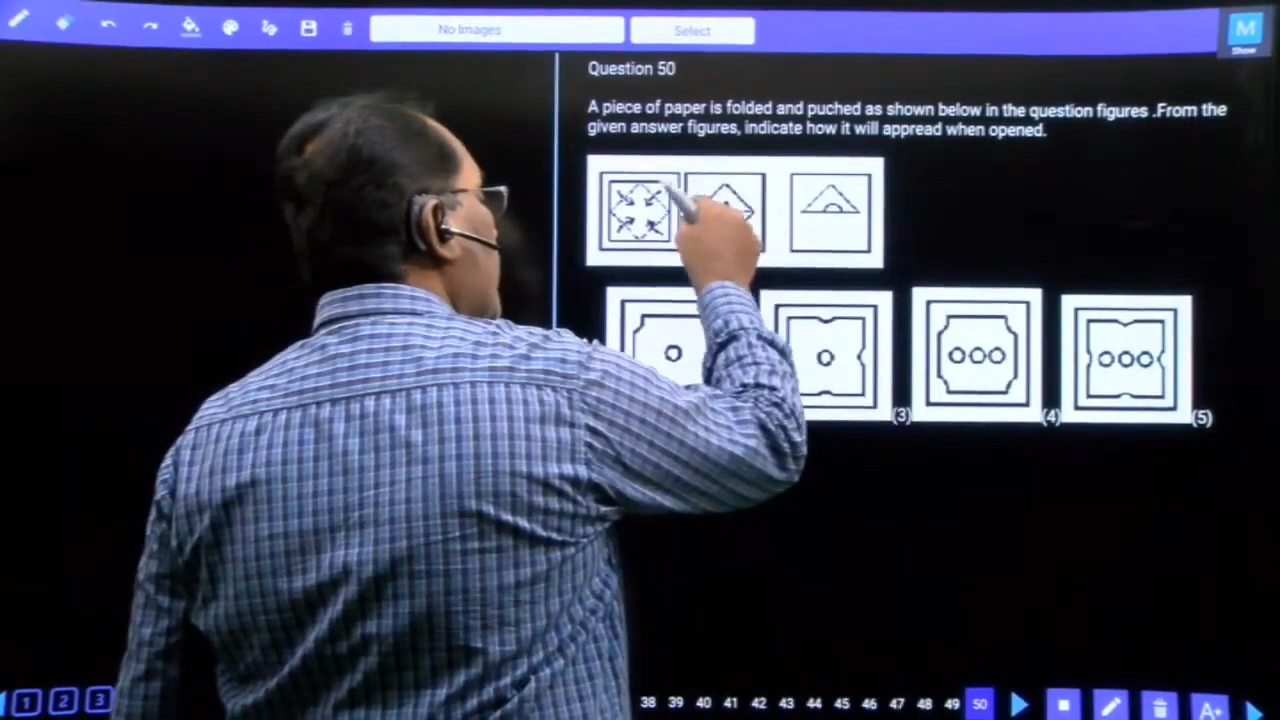 No Images
Select
M
Show
Question 50
A piece of paper is folded and puched as shown below in the question figures .From the
given answer figures, indicate how it will appread when opened.
(3)
(4)
(5)
1 2 3
38 39 40 41 42 43 44 45 46 47 48 49 50
A+